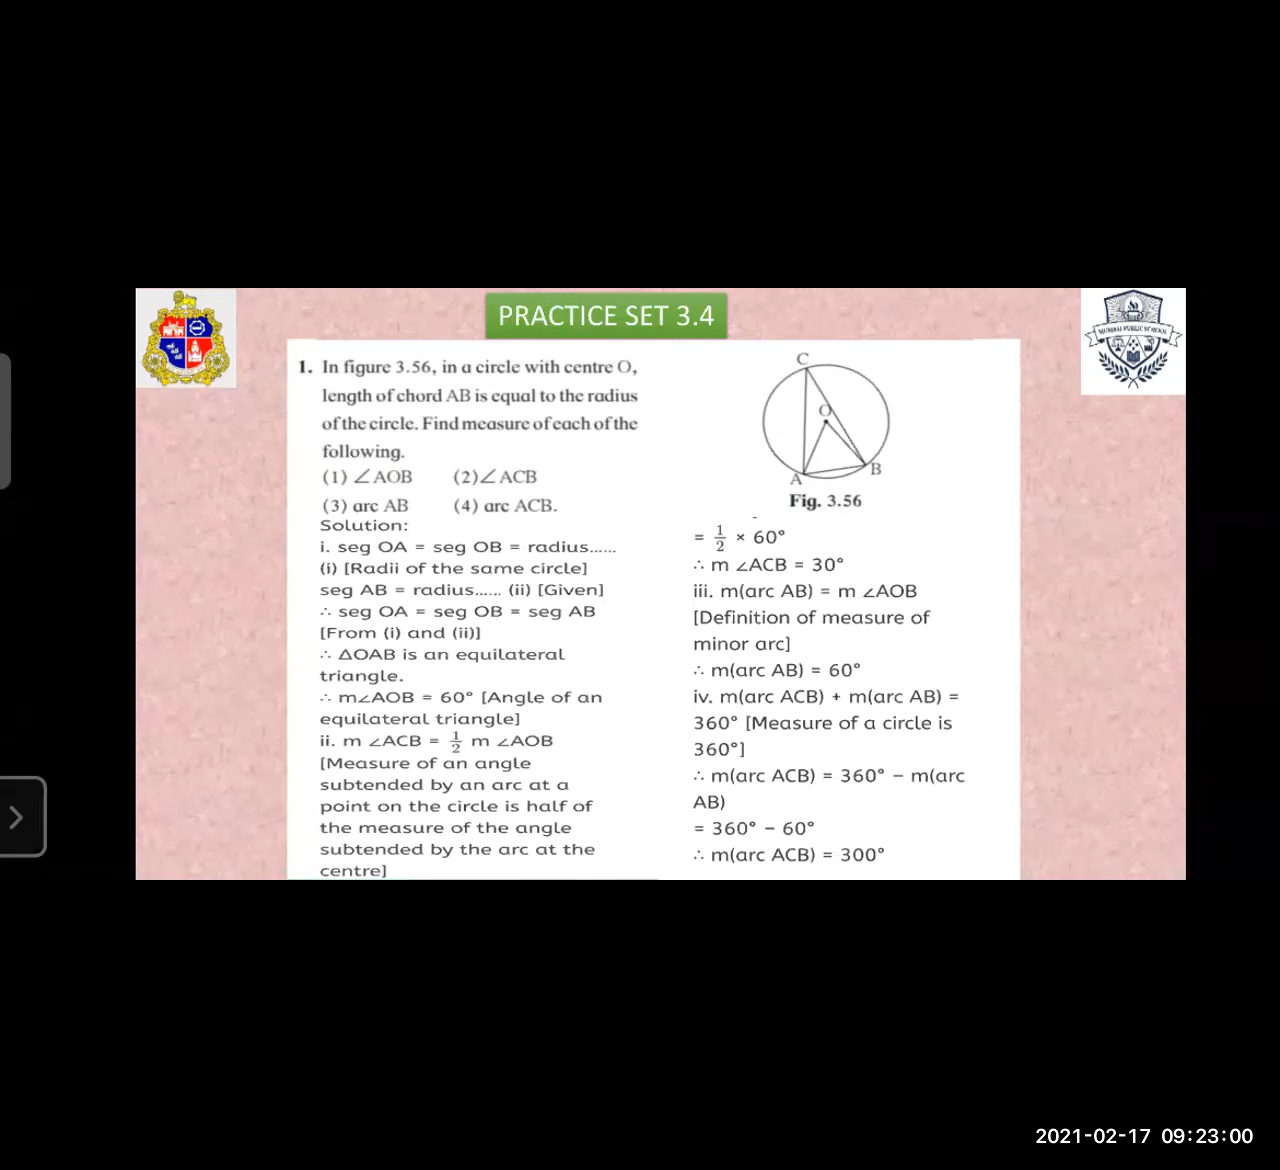 PRACTICE SET 3.4
MUMBAI PUBLIC SCHOOL
1. In figure 3.56, in a circle with centre O,
length of chord AB is equal to the radius
of the circle. Find measure of each of the
following.
(1) ∠AOB (2)∠ACB
(3) arc AB (4) arc ACB.
C
O
A
B
Fig. 3.56
Solution:
i. seg OA = seg OB = radius......
(i) [Radii of the same circle]
seg AB = radius...... (ii) [Given]
∴ seg OA = seg OB = seg AB
[From (i) and (ii)]
∴ ΔOAB is an equilateral
triangle.
∴ m∠AOB = 60° [Angle of an
equilateral triangle]
ii. m ∠ACB = 1/2 m ∠AOB
[Measure of an angle
subtended by an arc at a
point on the circle is half of
the measure of the angle
subtended by the arc at the
centre]
= 1/2 × 60°
∴ m ∠ACB = 30°
iii. m(arc AB) = m ∠AOB
[Definition of measure of
minor arc]
∴ m(arc AB) = 60°
iv. m(arc ACB) + m(arc AB) =
360° [Measure of a circle is
360°]
∴ m(arc ACB) = 360° – m(arc
AB)
= 360° – 60°
∴ m(arc ACB) = 300°
2021-02-17 09:23:00